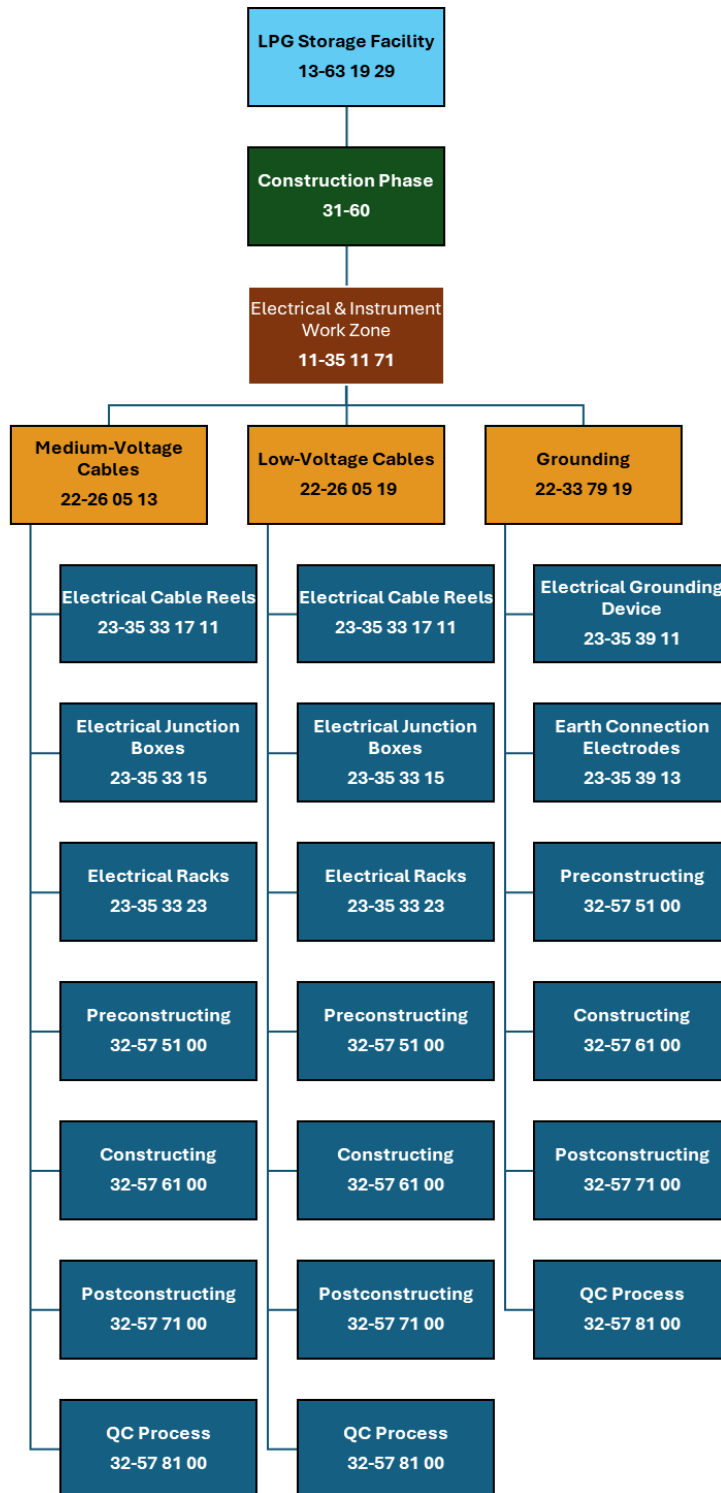 LPG Storage Facility
13-63 19 29
Construction Phase
31-60
Electrical & Instrument
Work Zone
11-35 11 71
Medium-Voltage
Cables
22-26 05 13
Low-Voltage Cables
22-26 05 19
Grounding
22-33 79 19
Electrical Cable Reels
23-35 33 17 11
Electrical Junction
Boxes
23-35 33 15
Electrical Racks
23-35 33 23
Preconstructing
32-57 51 00
Constructing
32-57 61 00
Postconstructing
32-57 71 00
QC Process
32-57 81 00
Electrical Cable Reels
23-35 33 17 11
Electrical Junction
Boxes
23-35 33 15
Electrical Racks
23-35 33 23
Preconstructing
32-57 51 00
Constructing
32-57 61 00
Postconstructing
32-57 71 00
QC Process
32-57 81 00
Electrical Grounding
Device
23-35 39 11
Earth Connection
Electrodes
23-35 39 13
Preconstructing
32-57 51 00
Constructing
32-57 61 00
Postconstructing
32-57 71 00
QC Process
32-57 81 00